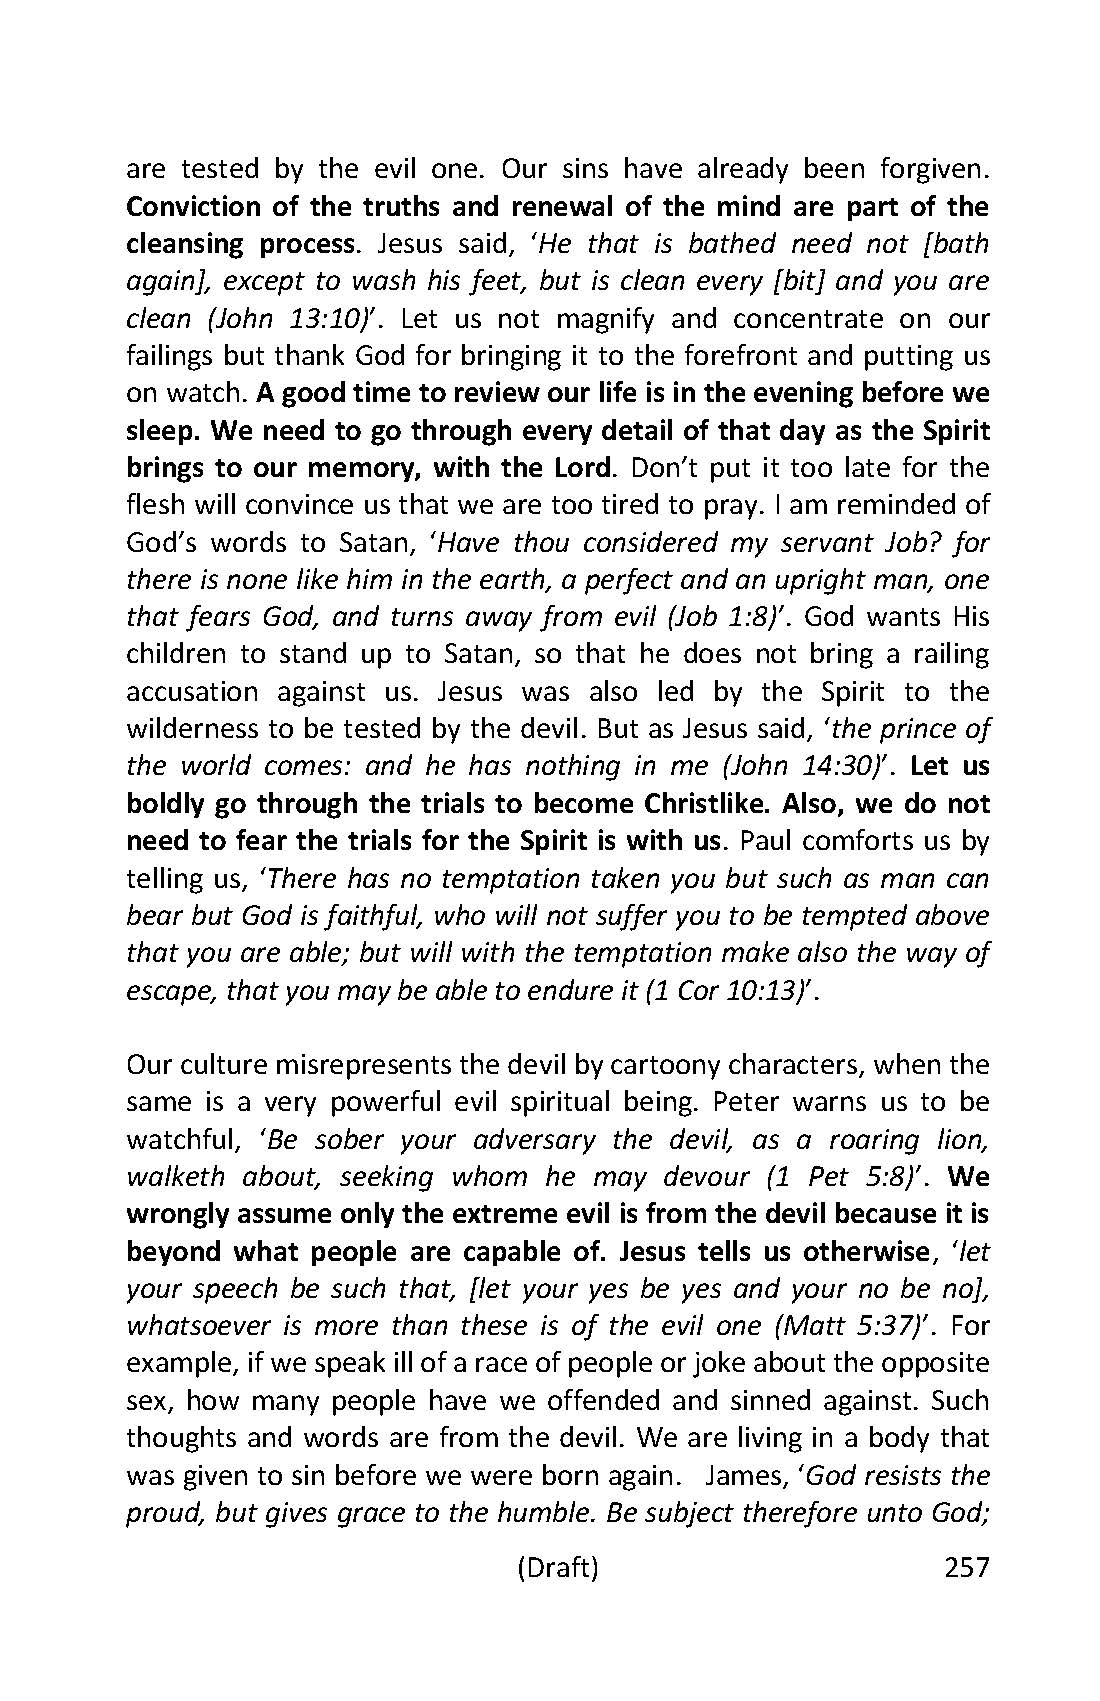 are tested by the evil one. Our sins have already been forgiven.
Conviction of the truths and renewal of the mind are part of the
cleansing process. Jesus said, ‘He that is bathed need not [bath
again], except to wash his feet, but is clean every [bit] and you are
clean (John 13:10)’. Let us not magnify and concentrate on our
failings but thank God for bringing it to the forefront and putting us
on watch. A good time to review our life is in the evening before we
sleep. We need to go through every detail of that day as the Spirit
brings to our memory, with the Lord. Don’t put it too late for the
flesh will convince us that we are too tired to pray. I am reminded of
God’s words to Satan, ‘Have thou considered my servant Job? for
there is none like him in the earth, a perfect and an upright man, one
that fears God, and turns away from evil (Job 1:8)’. God wants His
children to stand up to Satan, so that he does not bring a railing
accusation against us. Jesus was also led by the Spirit to the
wilderness to be tested by the devil. But as Jesus said, ‘the prince of
the world comes: and he has nothing in me (John 14:30)’. Let us
boldly go through the trials to become Christlike. Also, we do not
need to fear the trials for the Spirit is with us. Paul comforts us by
telling us, ‘There has no temptation taken you but such as man can
bear but God is faithful, who will not suffer you to be tempted above
that you are able; but will with the temptation make also the way of
escape, that you may be able to endure it (1 Cor 10:13)’.
Our culture misrepresents the devil by cartoony characters, when the
same is a very powerful evil spiritual being. Peter warns us to be
watchful, ‘Be sober your adversary the devil, as a roaring lion,
walketh about, seeking whom he may devour (1 Pet 5:8)’. We
wrongly assume only the extreme evil is from the devil because it is
beyond what people are capable of. Jesus tells us otherwise, ‘let
your speech be such that, [let your yes be yes and your no be no],
whatsoever is more than these is of the evil one (Matt 5:37)’. For
example, if we speak ill of a race of people or joke about the opposite
sex, how many people have we offended and sinned against. Such
thoughts and words are from the devil. We are living in a body that
was given to sin before we were born again. James, ‘God resists the
proud, but gives grace to the humble. Be subject therefore unto God;
(Draft) 257